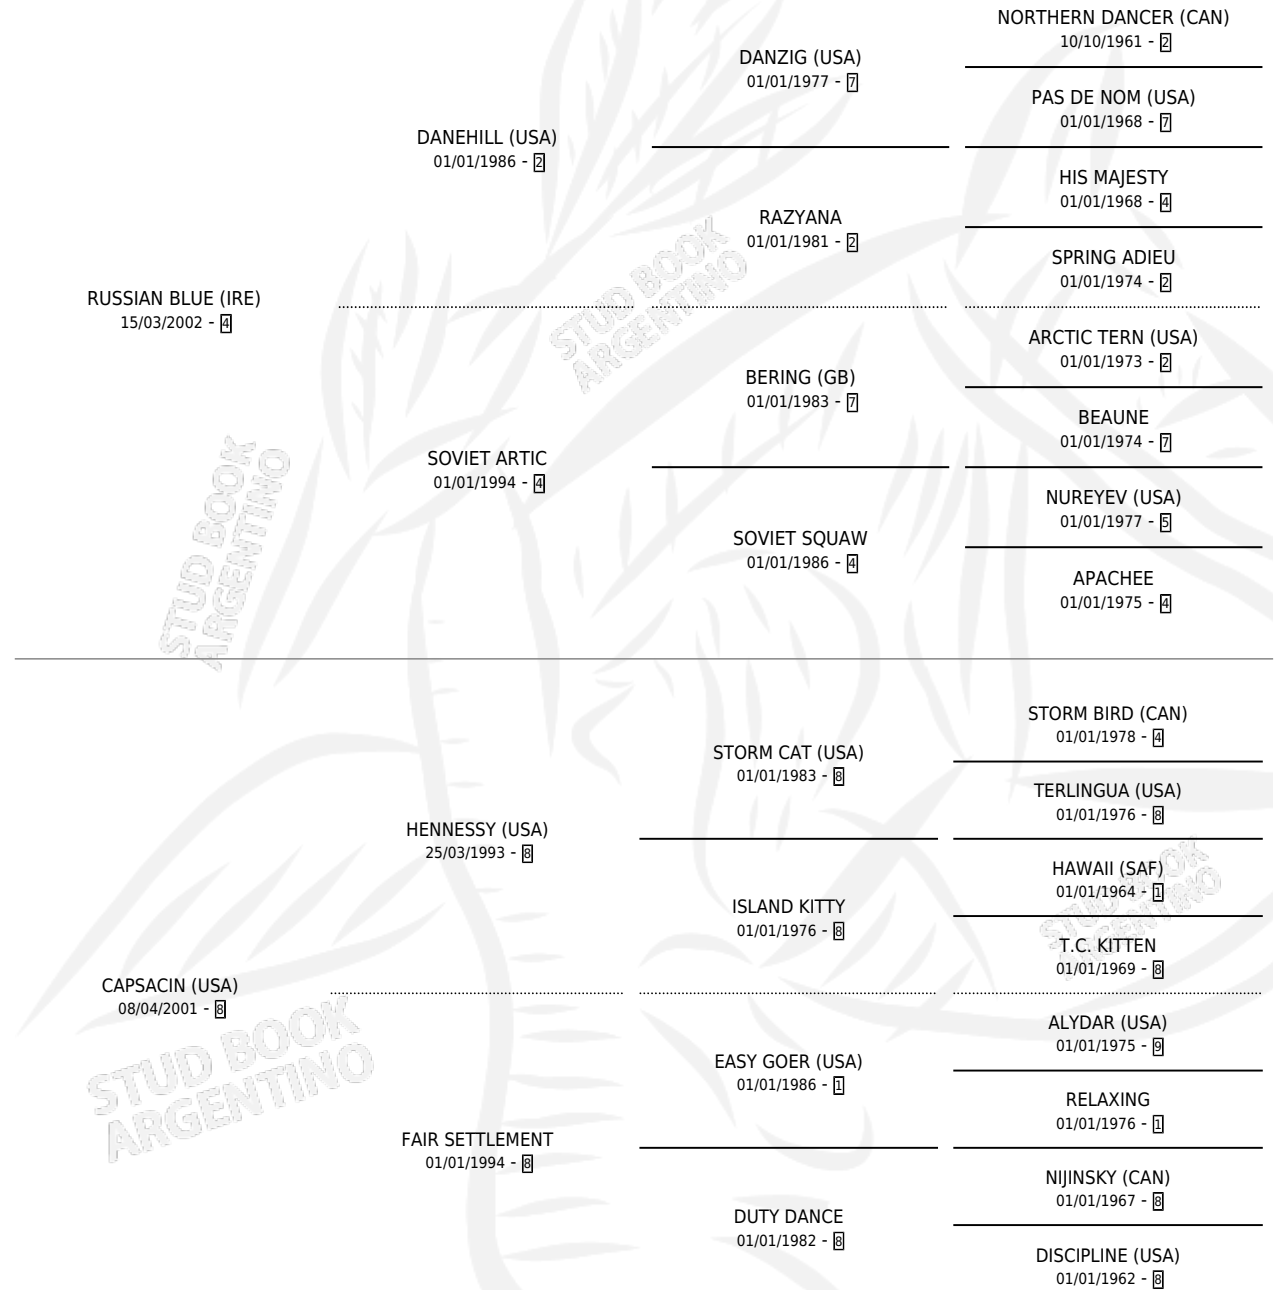 NORTHERN DANCER (CAN)
10/10/1961 - 2
DANZIG (USA)
01/01/1977 - 7
PAS DE NOM (USA)
01/01/1968 - 7
DANEHILL (USA)
01/01/1986 - 2
HIS MAJESTY
01/01/1968 - 4
RAZYANA
01/01/1981 - 2
SPRING ADIEU
01/01/1974 - 2
RUSSIAN BLUE (IRE)
15/03/2002 - 4
STUD BOOK
ARGENTINO
ARCTIC TERN (USA)
01/01/1973 - 2
BERING (GB)
01/01/1983 - 7
BEAUNE
01/01/1974 - 7
SOVIET ARTIC
01/01/1994 - 4
NUREYEV (USA)
01/01/1977 - 5
SOVIET SQUAW
01/01/1986 - 4
APACHEE
01/01/1975 - 4
STUD BOOK
ARGENTINO
STORM BIRD (CAN)
01/01/1978 - 4
STORM CAT (USA)
01/01/1983 - 8
TERLINGUA (USA)
01/01/1976 - 8
HENNESSY (USA)
25/03/1993 - 8
HAWAII (SAF)
01/01/1964 - 1
ISLAND KITTY
01/01/1976 - 8
T.C. KITTEN
01/01/1969 - 8
STUD BOOK
ARGENTINO
CAPSACIN (USA)
08/04/2001 - 8
STUD BOOK
ARGENTINO
ALYDAR (USA)
01/01/1975 - 9
EASY GOER (USA)
01/01/1986 - 1
RELAXING
01/01/1976 - 1
FAIR SETTLEMENT
01/01/1994 - 8
NIJINSKY (CAN)
01/01/1967 - 8
DUTY DANCE
01/01/1982 - 8
DISCIPLINE (USA)
01/01/1962 - 8